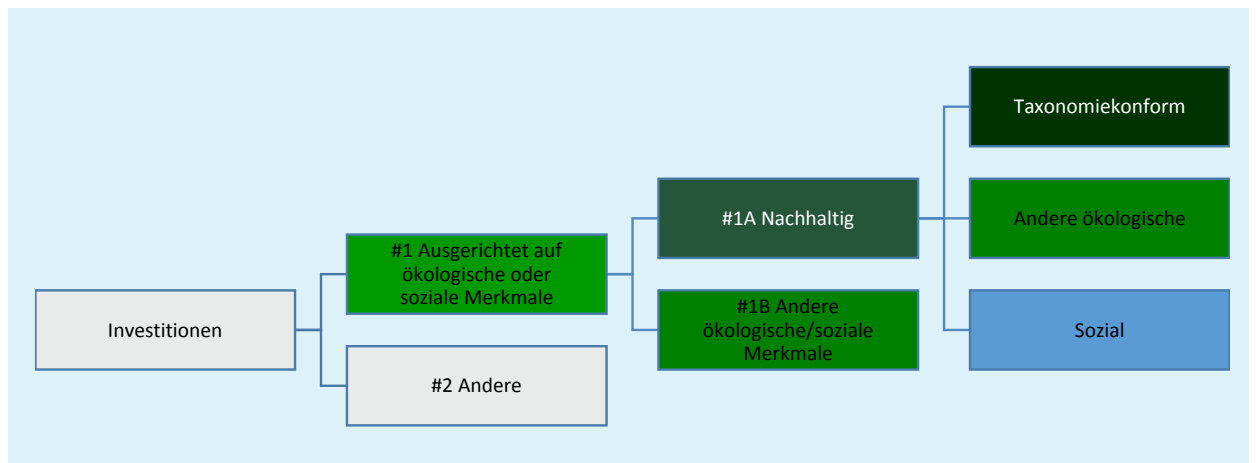 Investitionen
#1 Ausgerichtet auf
ökologische oder
soziale Merkmale
#2 Andere
#1A Nachhaltig
#1B Andere
ökologische/soziale
Merkmale
Taxonomiekonform
Andere ökologische
Sozial